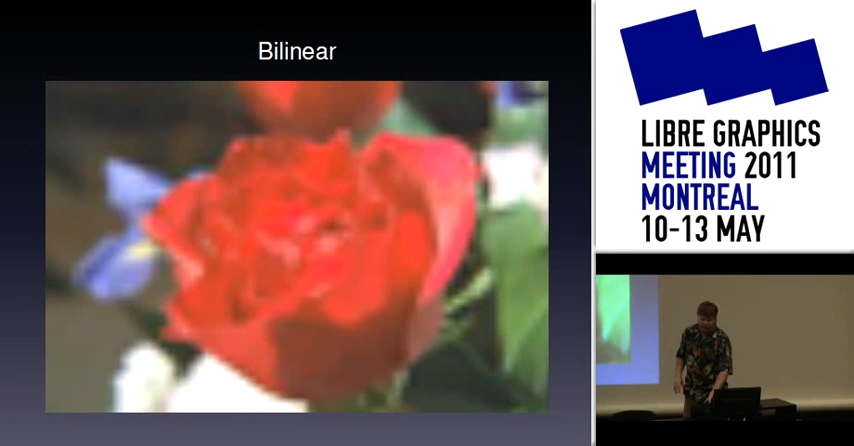 Bilinear
LIBRE GRAPHICS
MEETING 2011
MONTREAL
10-13 MAY